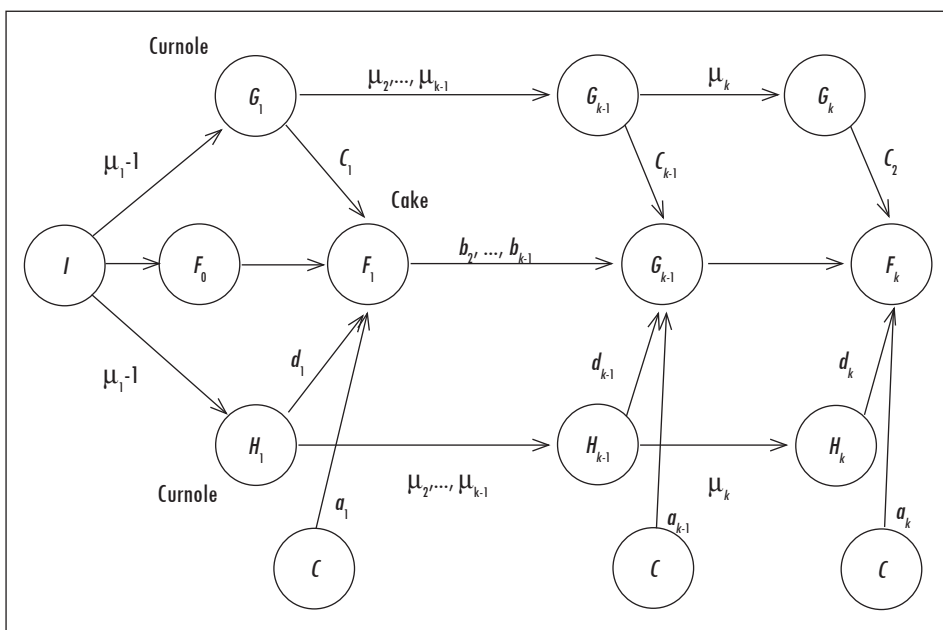 Curnole
G₁
μ₂,..., μₖ₋₁
Gₖ₋₁
μₖ
Gₖ
μ₁-1
C₁
Cₖ₋₁
C₂
Cake
I
F₀
F₁
b₂, ..., bₖ₋₁
Gₖ₋₁
Fₖ
μ₁-1
d₁
dₖ₋₁
dₖ
H₁
Hₖ₋₁
Hₖ
Curnole
μ₂,..., μₖ₋₁
μₖ
a₁
aₖ₋₁
aₖ
C
C
C